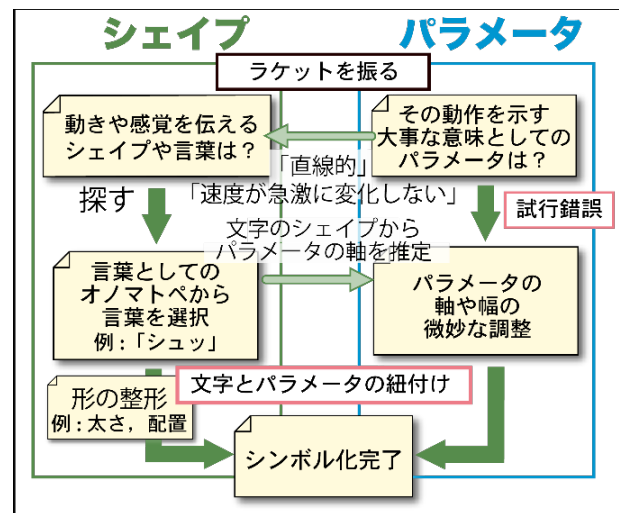 シェイプ
パラメータ
ラケットを振る
動きや感覚を伝える
シェイプや言葉は？
その動作を示す
大事な意味としての
パラメータは？
「直線的」
「速度が急激に変化しない」
探す
試行錯誤
文字のシェイプから
パラメータの軸を推定
言葉としての
オノマトペから
言葉を選択
例：「シュッ」
パラメータの
軸や幅の
微妙な調整
文字とパラメータの紐付け
形の整形
例：太さ，配置
シンボル化完了